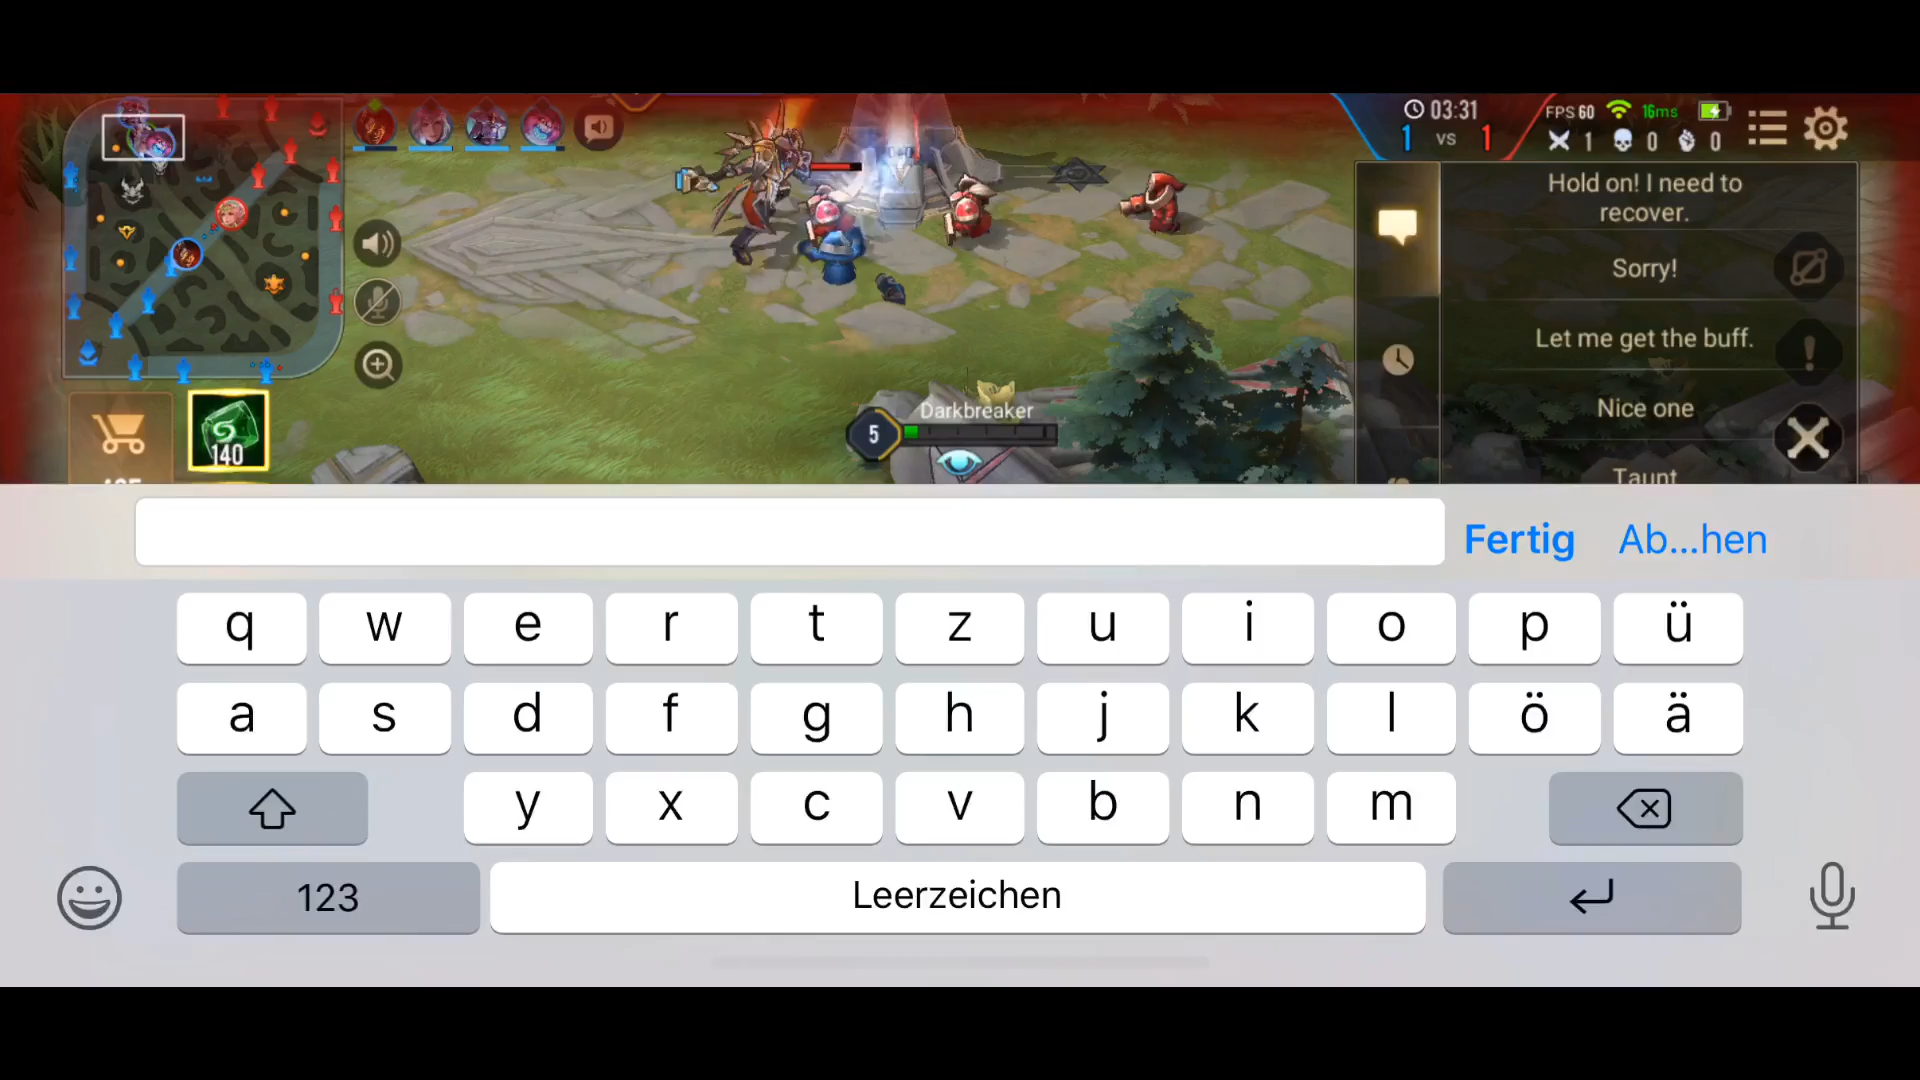 03:31
1 VS 1
FPS 60
16ms
1 0 0
Hold on! I need to
recover.
Sorry!
Let me get the buff.
Nice one
Taunt
140
Darkbreaker
5
Fertig
Ab...hen
q w e r t z u i o p ü
a s d f g h j k l ö ä
y x c v b n m
123
Leerzeichen